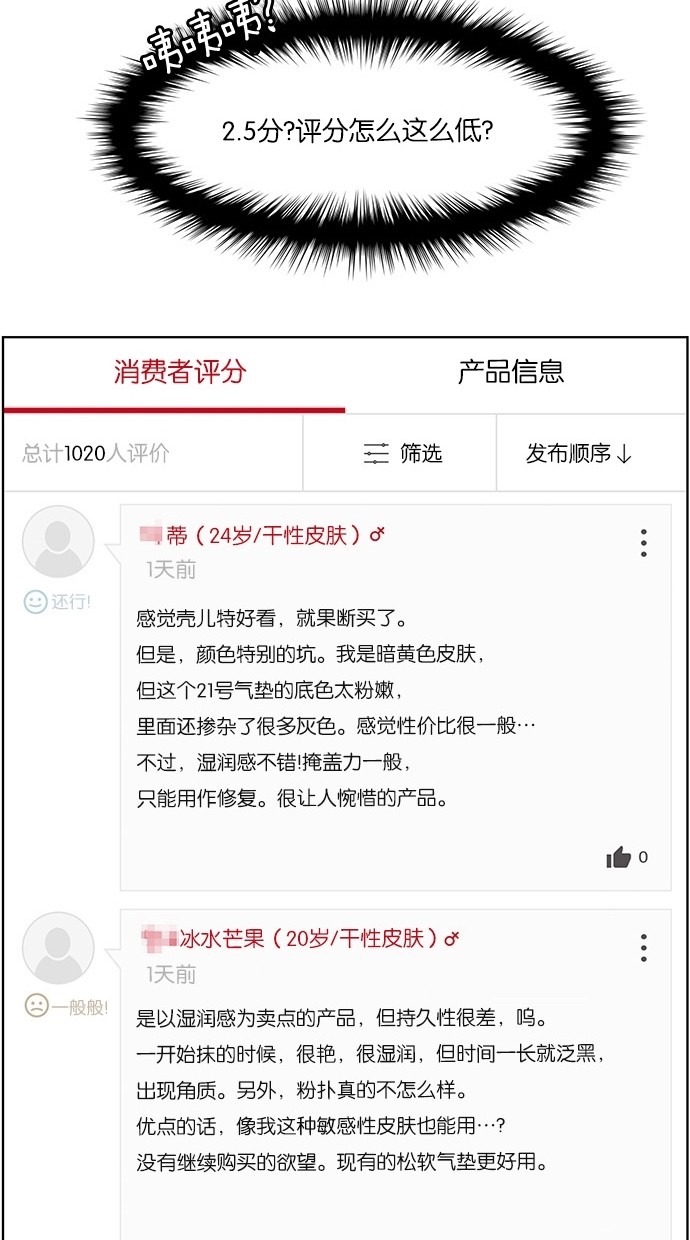 咦咦咦?
2.5分?评分怎么这么低?
消费者评分
产品信息
总计1020人评价
筛选
发布顺序↓
蒂（24岁/干性皮肤）♂
1天前
还行!
感觉壳儿特好看，就果断买了。
但是，颜色特别的坑。我是暗黄色皮肤，
但这个21号气垫的底色太粉嫩，
里面还掺杂了很多灰色。感觉性价比很一般…
不过，湿润感不错!掩盖力一般，
只能用作修复。很让人惋惜的产品。
0
冰水芒果（20岁/干性皮肤）♂
1天前
一般般!
是以湿润感为卖点的产品，但持久性很差，呜。
一开始抹的时候，很艳，很湿润，但时间一长就泛黑，
出现角质。另外，粉扑真的不怎么样。
优点的话，像我这种敏感性皮肤也能用…?
没有继续购买的欲望。现有的松软气垫更好用。